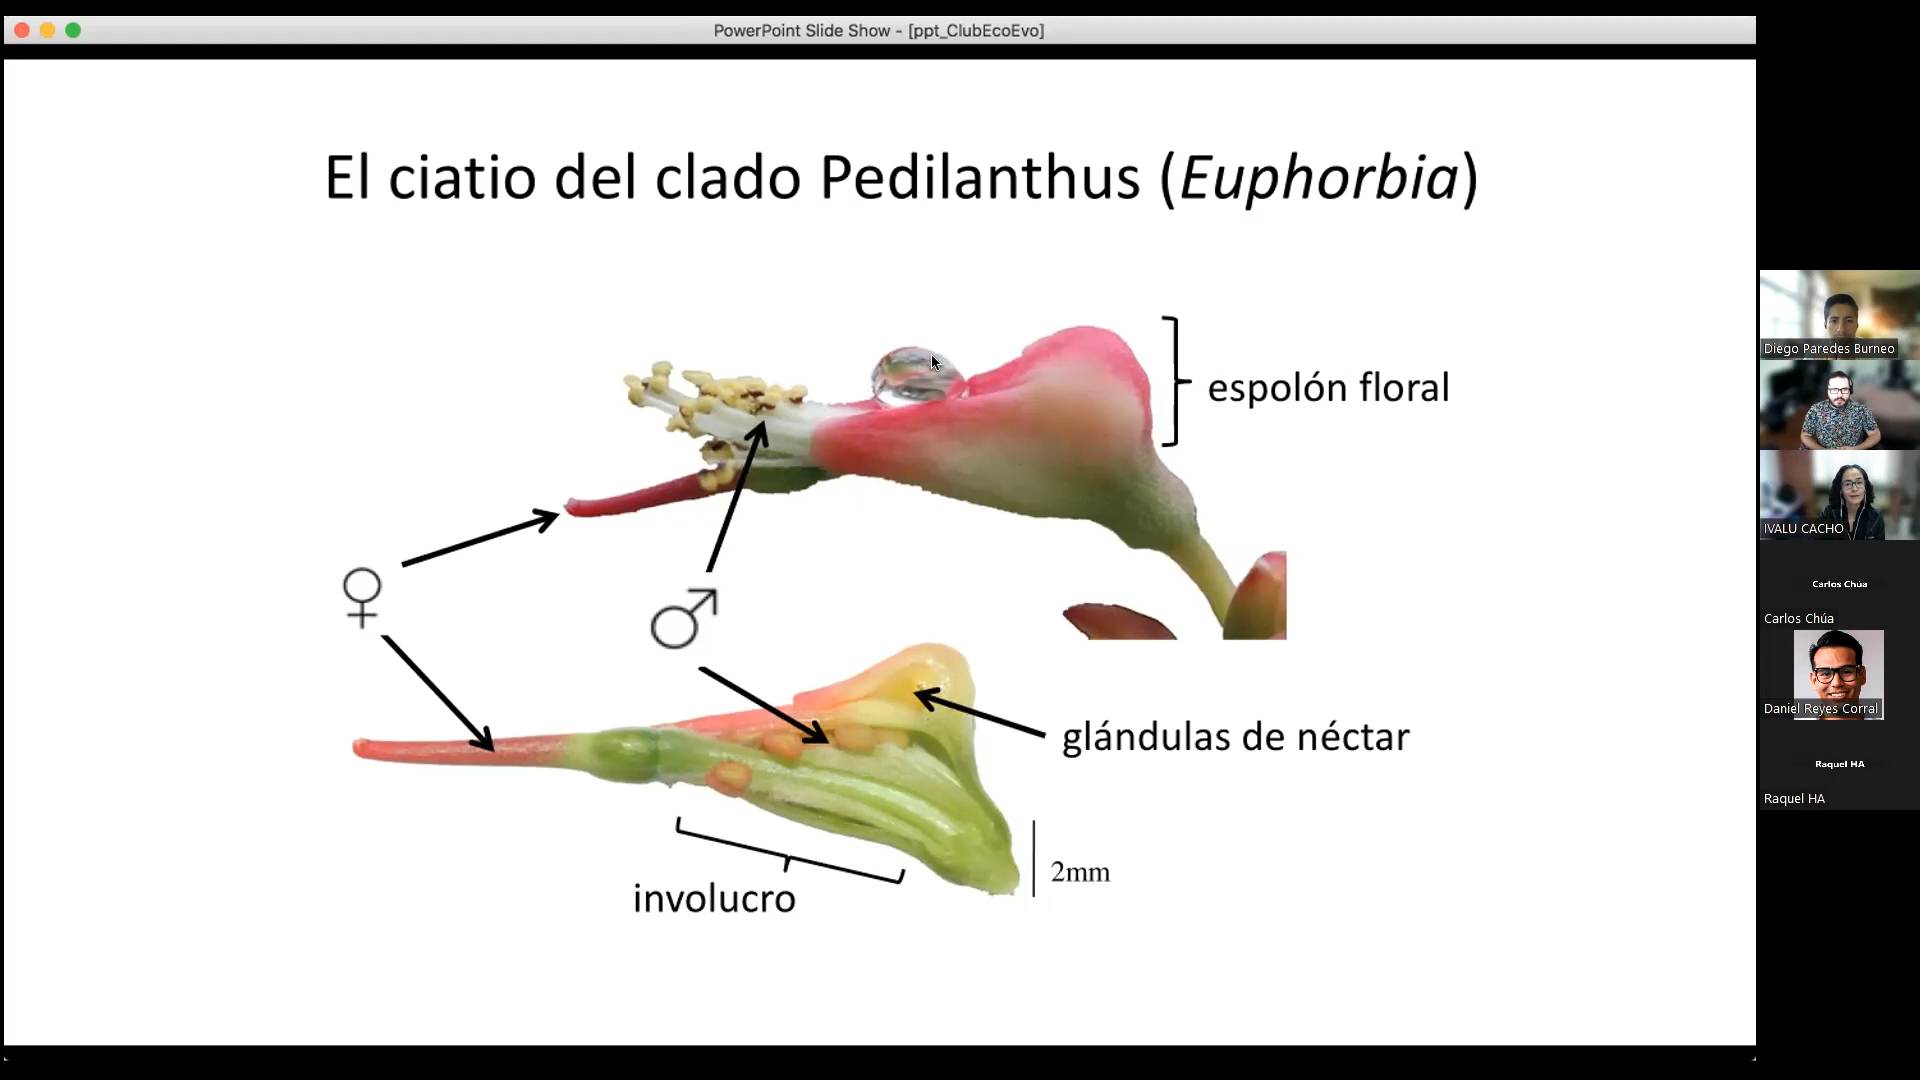 PowerPoint Slide Show - [ppt_ClubEcoEvo]
El ciatio del clado Pedilanthus (Euphorbia)
espolón floral
♀
♂
glándulas de néctar
involucro
2mm
Diego Paredes Burneo
IVALU CACHO
Carlos Chúa
Carlos Chúa
Daniel Reyes Corral
Raquel HA
Raquel HA